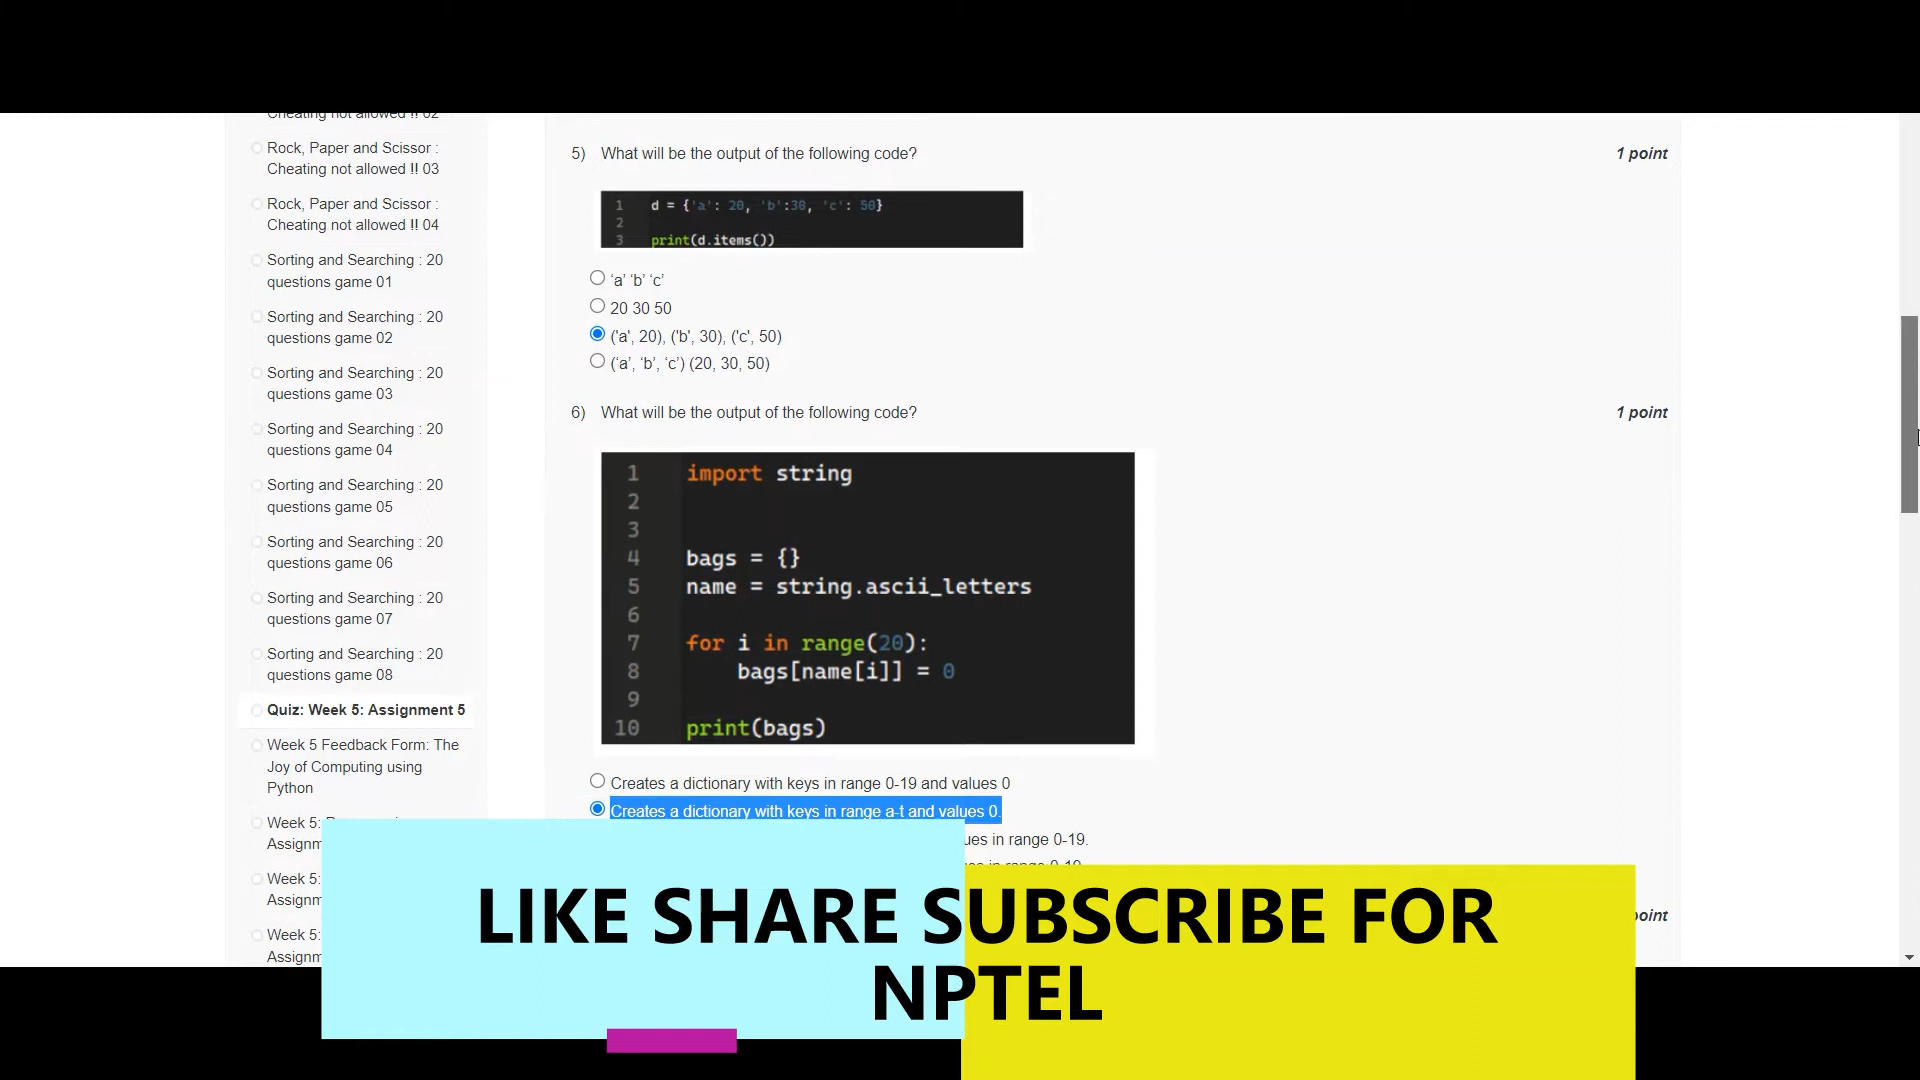 Cheating not allowed !! 02
Rock, Paper and Scissor :
Cheating not allowed !! 03
Rock, Paper and Scissor :
Cheating not allowed !! 04
Sorting and Searching : 20
questions game 01
Sorting and Searching : 20
questions game 02
Sorting and Searching : 20
questions game 03
Sorting and Searching : 20
questions game 04
Sorting and Searching : 20
questions game 05
Sorting and Searching : 20
questions game 06
Sorting and Searching : 20
questions game 07
Sorting and Searching : 20
questions game 08
Quiz: Week 5: Assignment 5
Week 5 Feedback Form: The
Joy of Computing using
Python
Week 5:
Assignm
Week 5:
Assignm
Week 5:
Assignm
5) What will be the output of the following code? 1 point
1 d = {'a': 20, 'b':30, 'c': 50}
2
3 print(d.items())
‘a’ ‘b’ ‘c’
20 30 50
('a', 20), ('b', 30), ('c', 50)
(‘a’, ‘b’, ‘c’) (20, 30, 50)
6) What will be the output of the following code? 1 point
1 import string
2
3
4 bags = {}
5 name = string.ascii_letters
6
7 for i in range(20):
8 bags[name[i]] = 0
9
10 print(bags)
Creates a dictionary with keys in range 0-19 and values 0
Creates a dictionary with keys in range a-t and values 0.
ues in range 0-19.
in range 0-19
point
LIKE SHARE SUBSCRIBE FOR
NPTEL